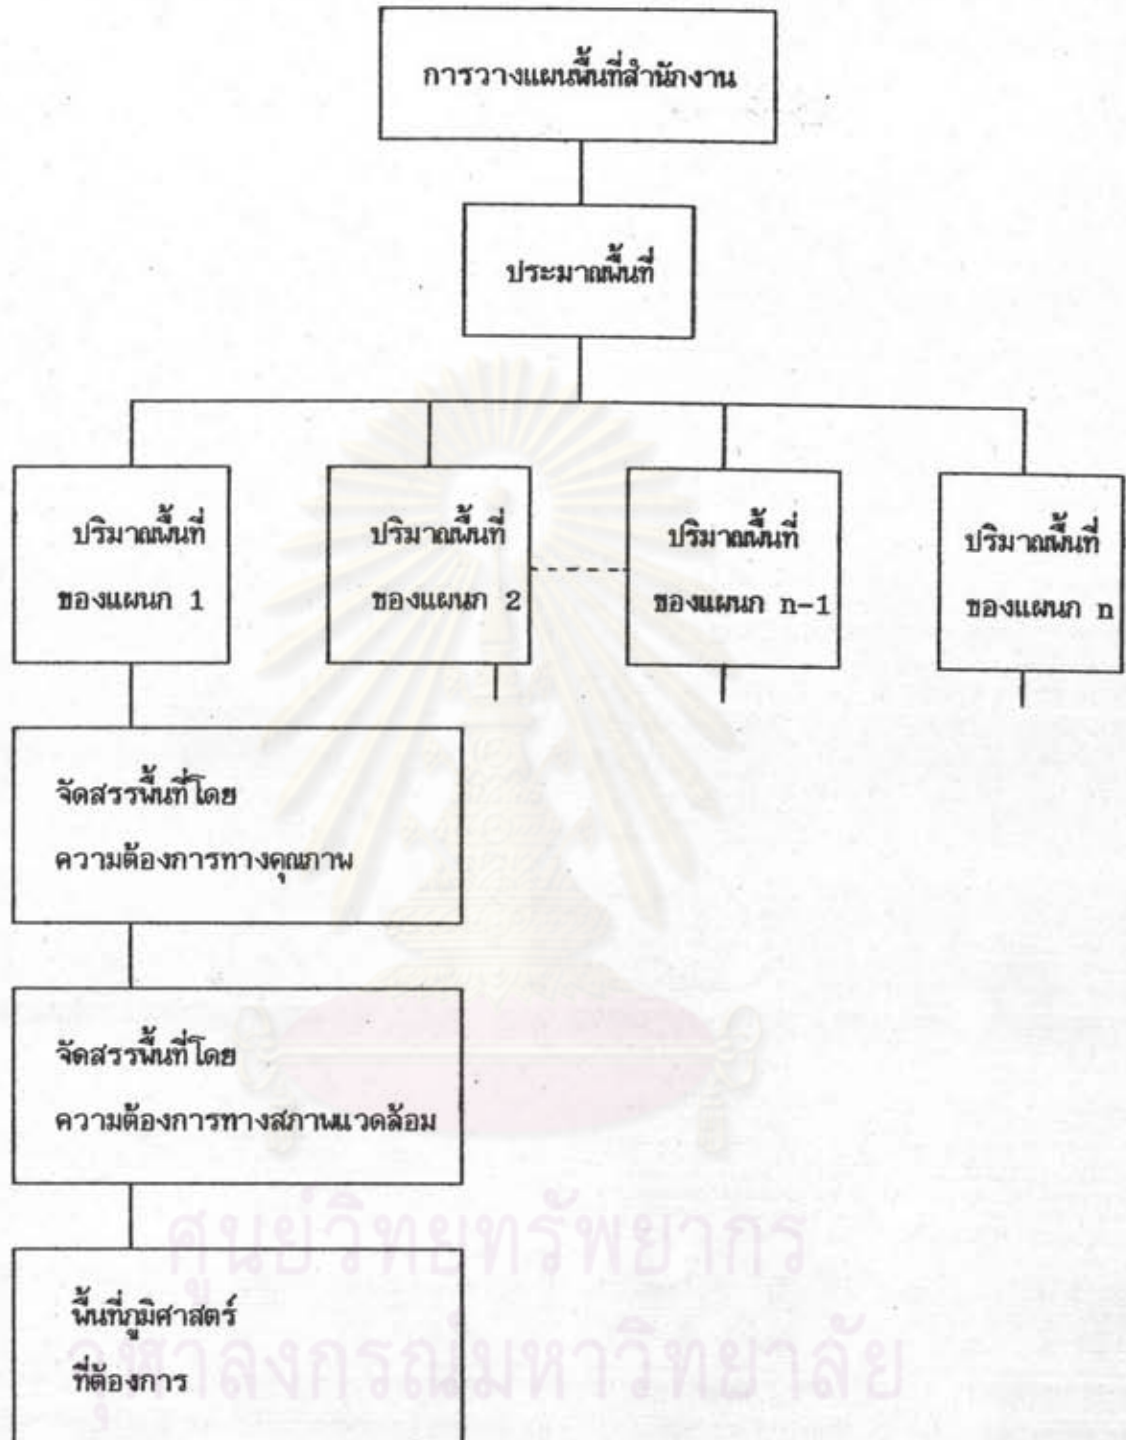 การวางแผนพื้นที่สำนักงาน
ประมาณพื้นที่
ปริมาณพื้นที่
ของแผนก 1
ปริมาณพื้นที่
ของแผนก 2
ปริมาณพื้นที่
ของแผนก n-1
ปริมาณพื้นที่
ของแผนก n
จัดสรรพื้นที่โดย
ความต้องการทางคุณภาพ
จัดสรรพื้นที่โดย
ความต้องการทางสภาพแวดล้อม
พื้นที่ภูมิศาสตร์
ที่ต้องการ
ศูนย์วิทยทรัพยากร
จุฬาลงกรณ์มหาวิทยาลัย